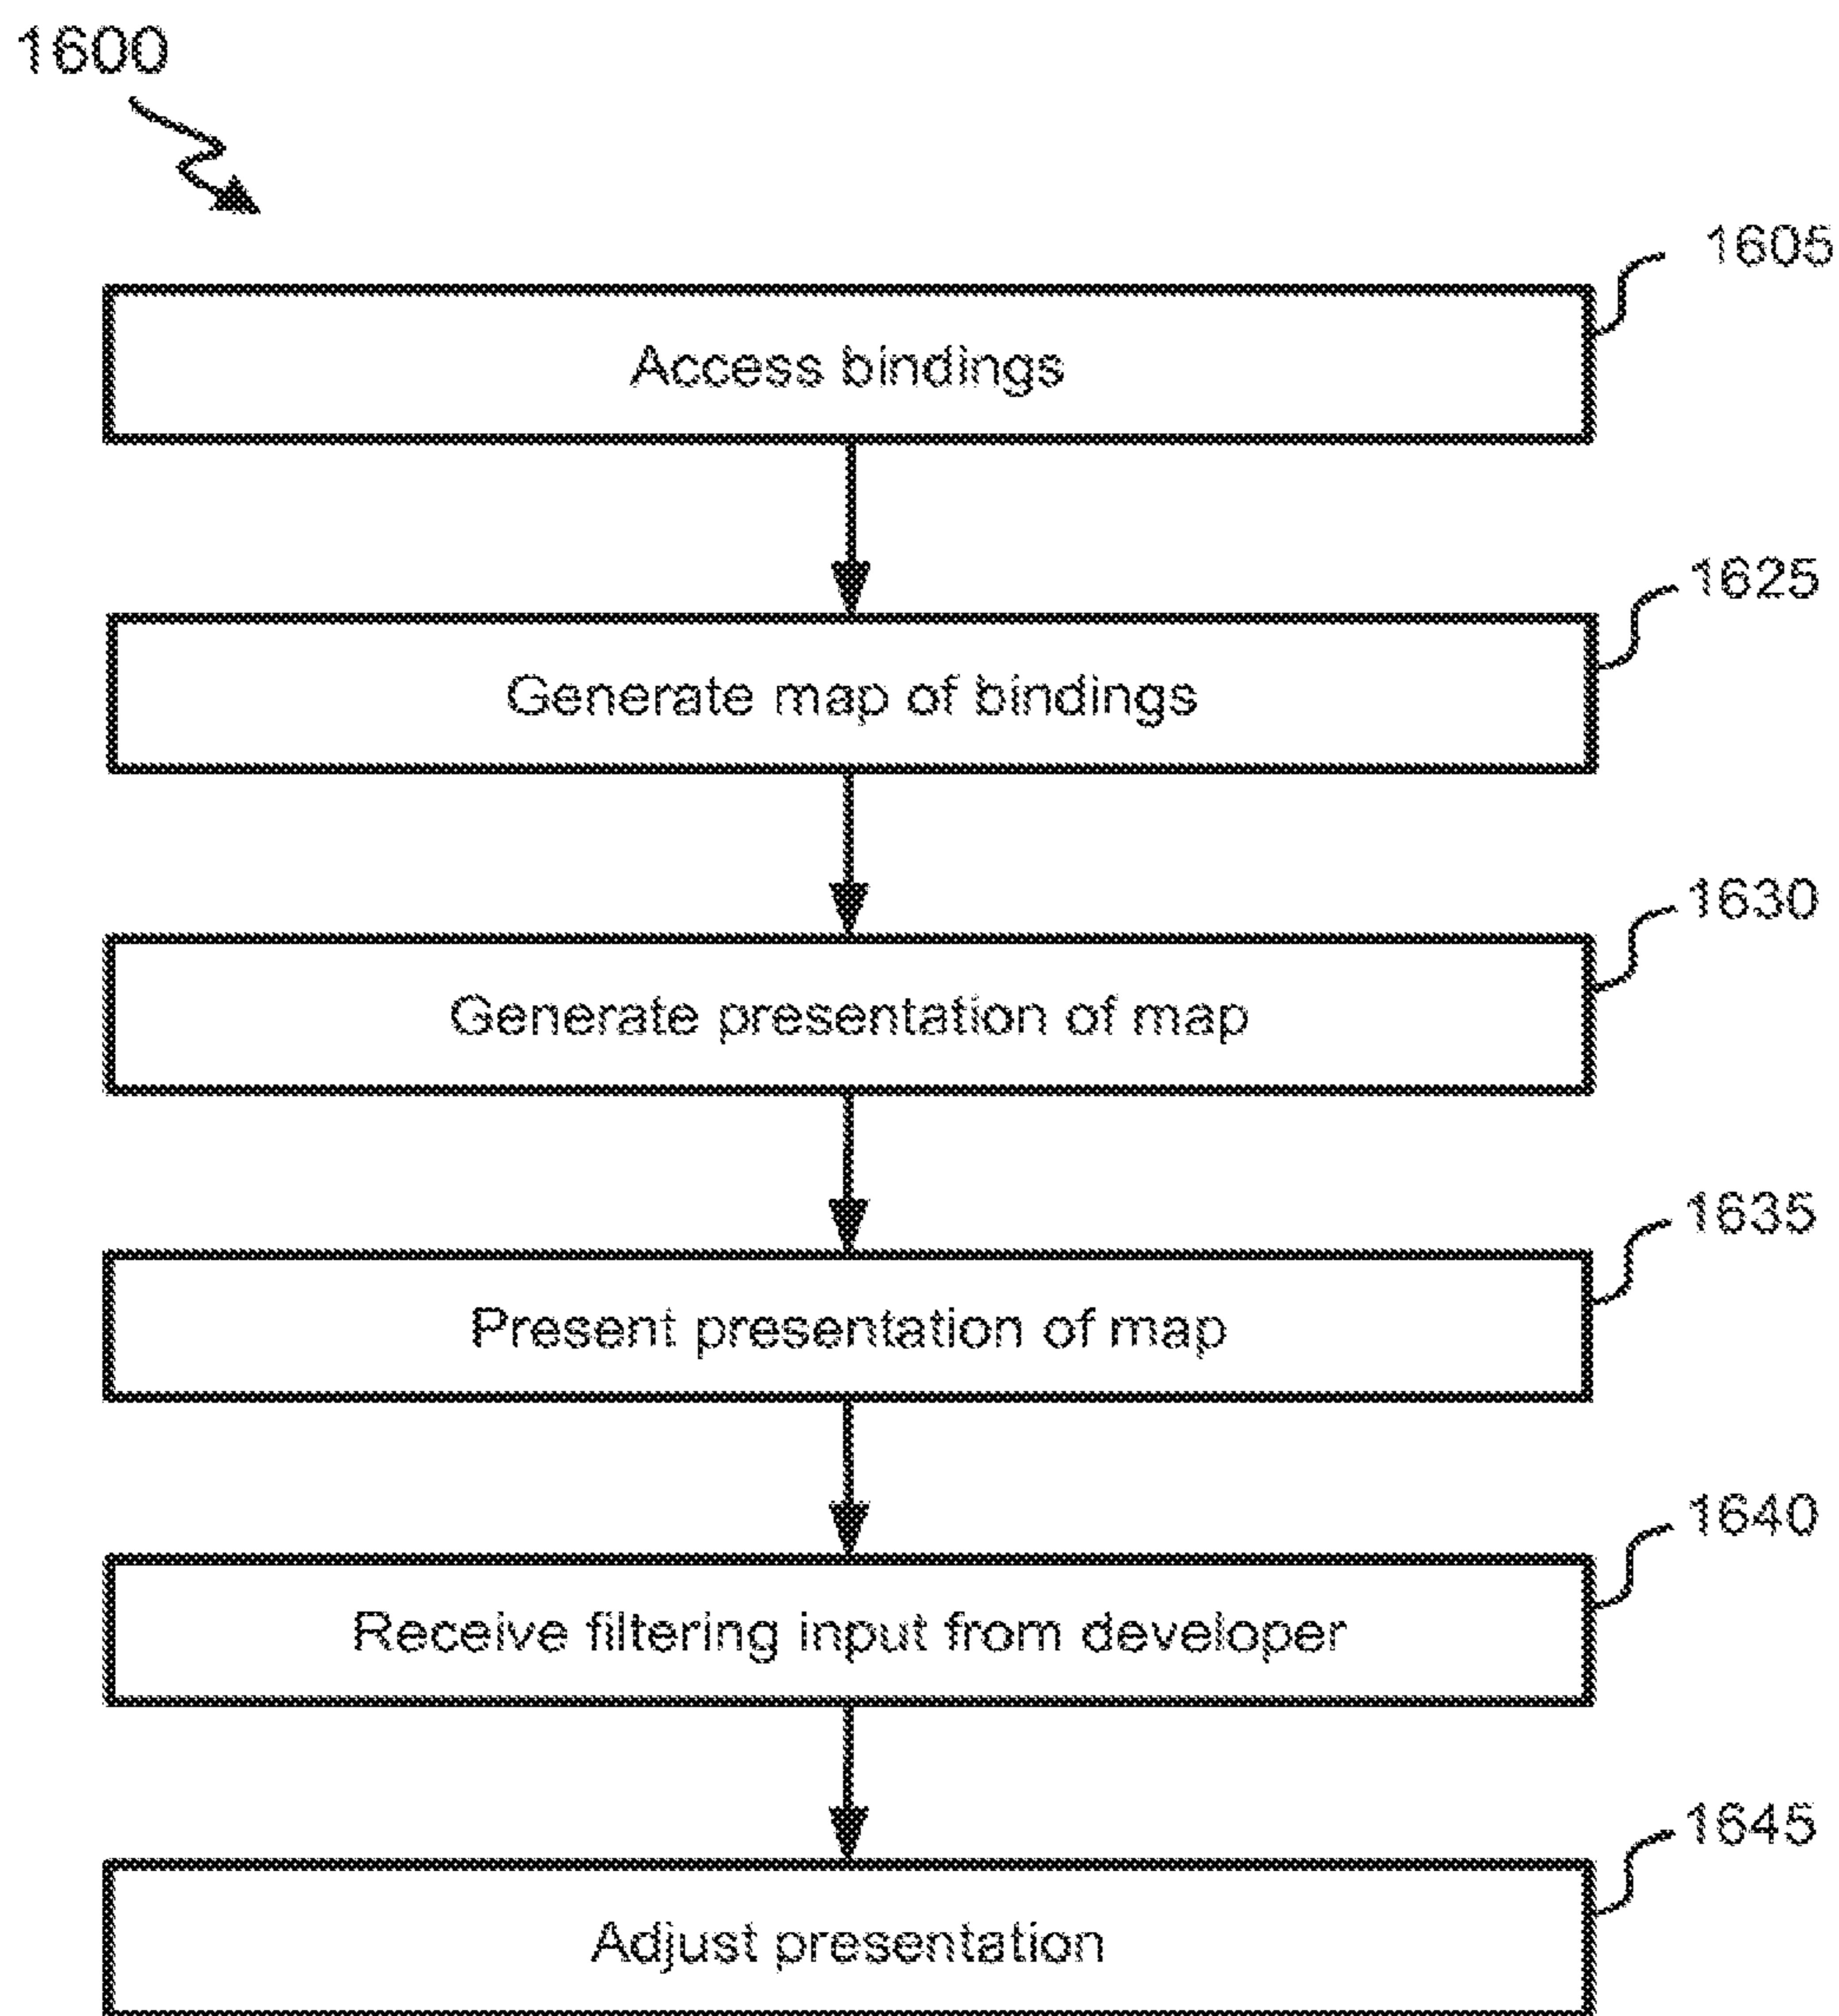 1600
1605
Access bindings
1625
Generate map of bindings
1630
Generate presentation of map
1635
Present presentation of map
1640
Receive filtering input from developer
1645
Adjust presentation